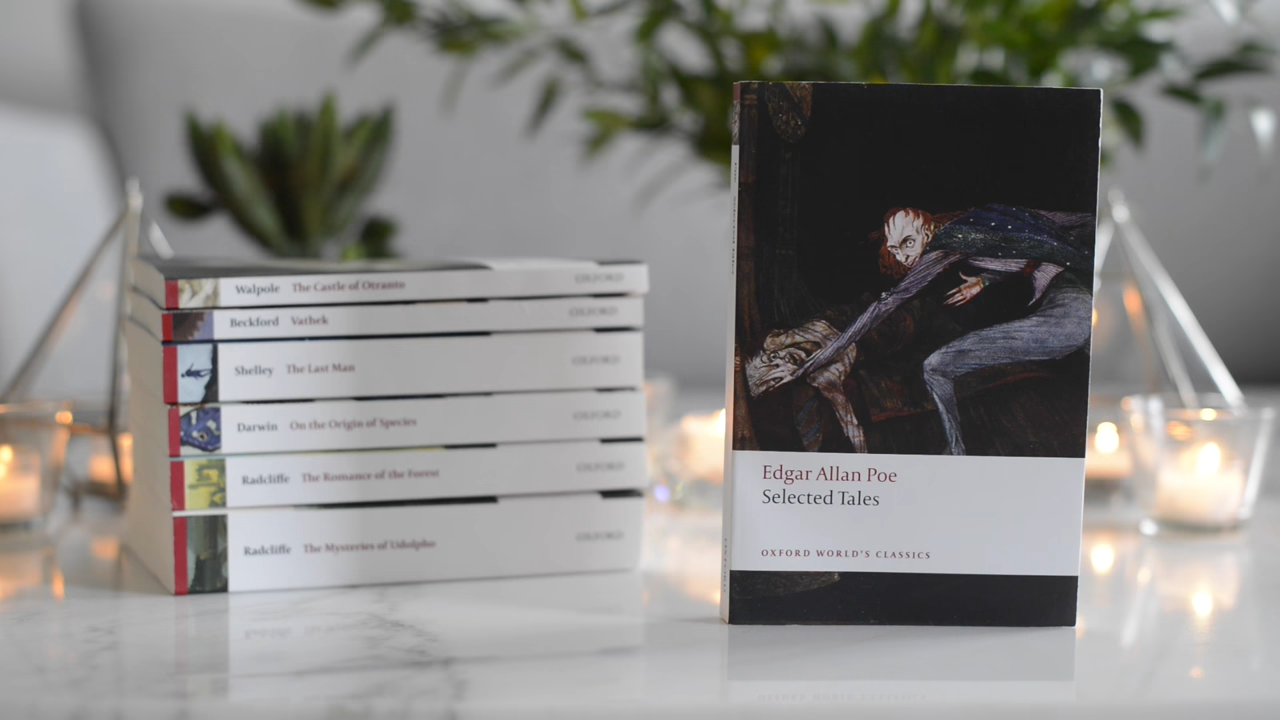 Walpole The Castle of Otranto OXFORD
Beckford Vathek OXFORD
Shelley The Last Man OXFORD
Darwin On the Origin of Species OXFORD
Radcliffe The Romance of the Forest OXFORD
Radcliffe The Mysteries of Udolpho OXFORD
Edgar Allan Poe
Selected Tales
OXFORD WORLD'S CLASSICS